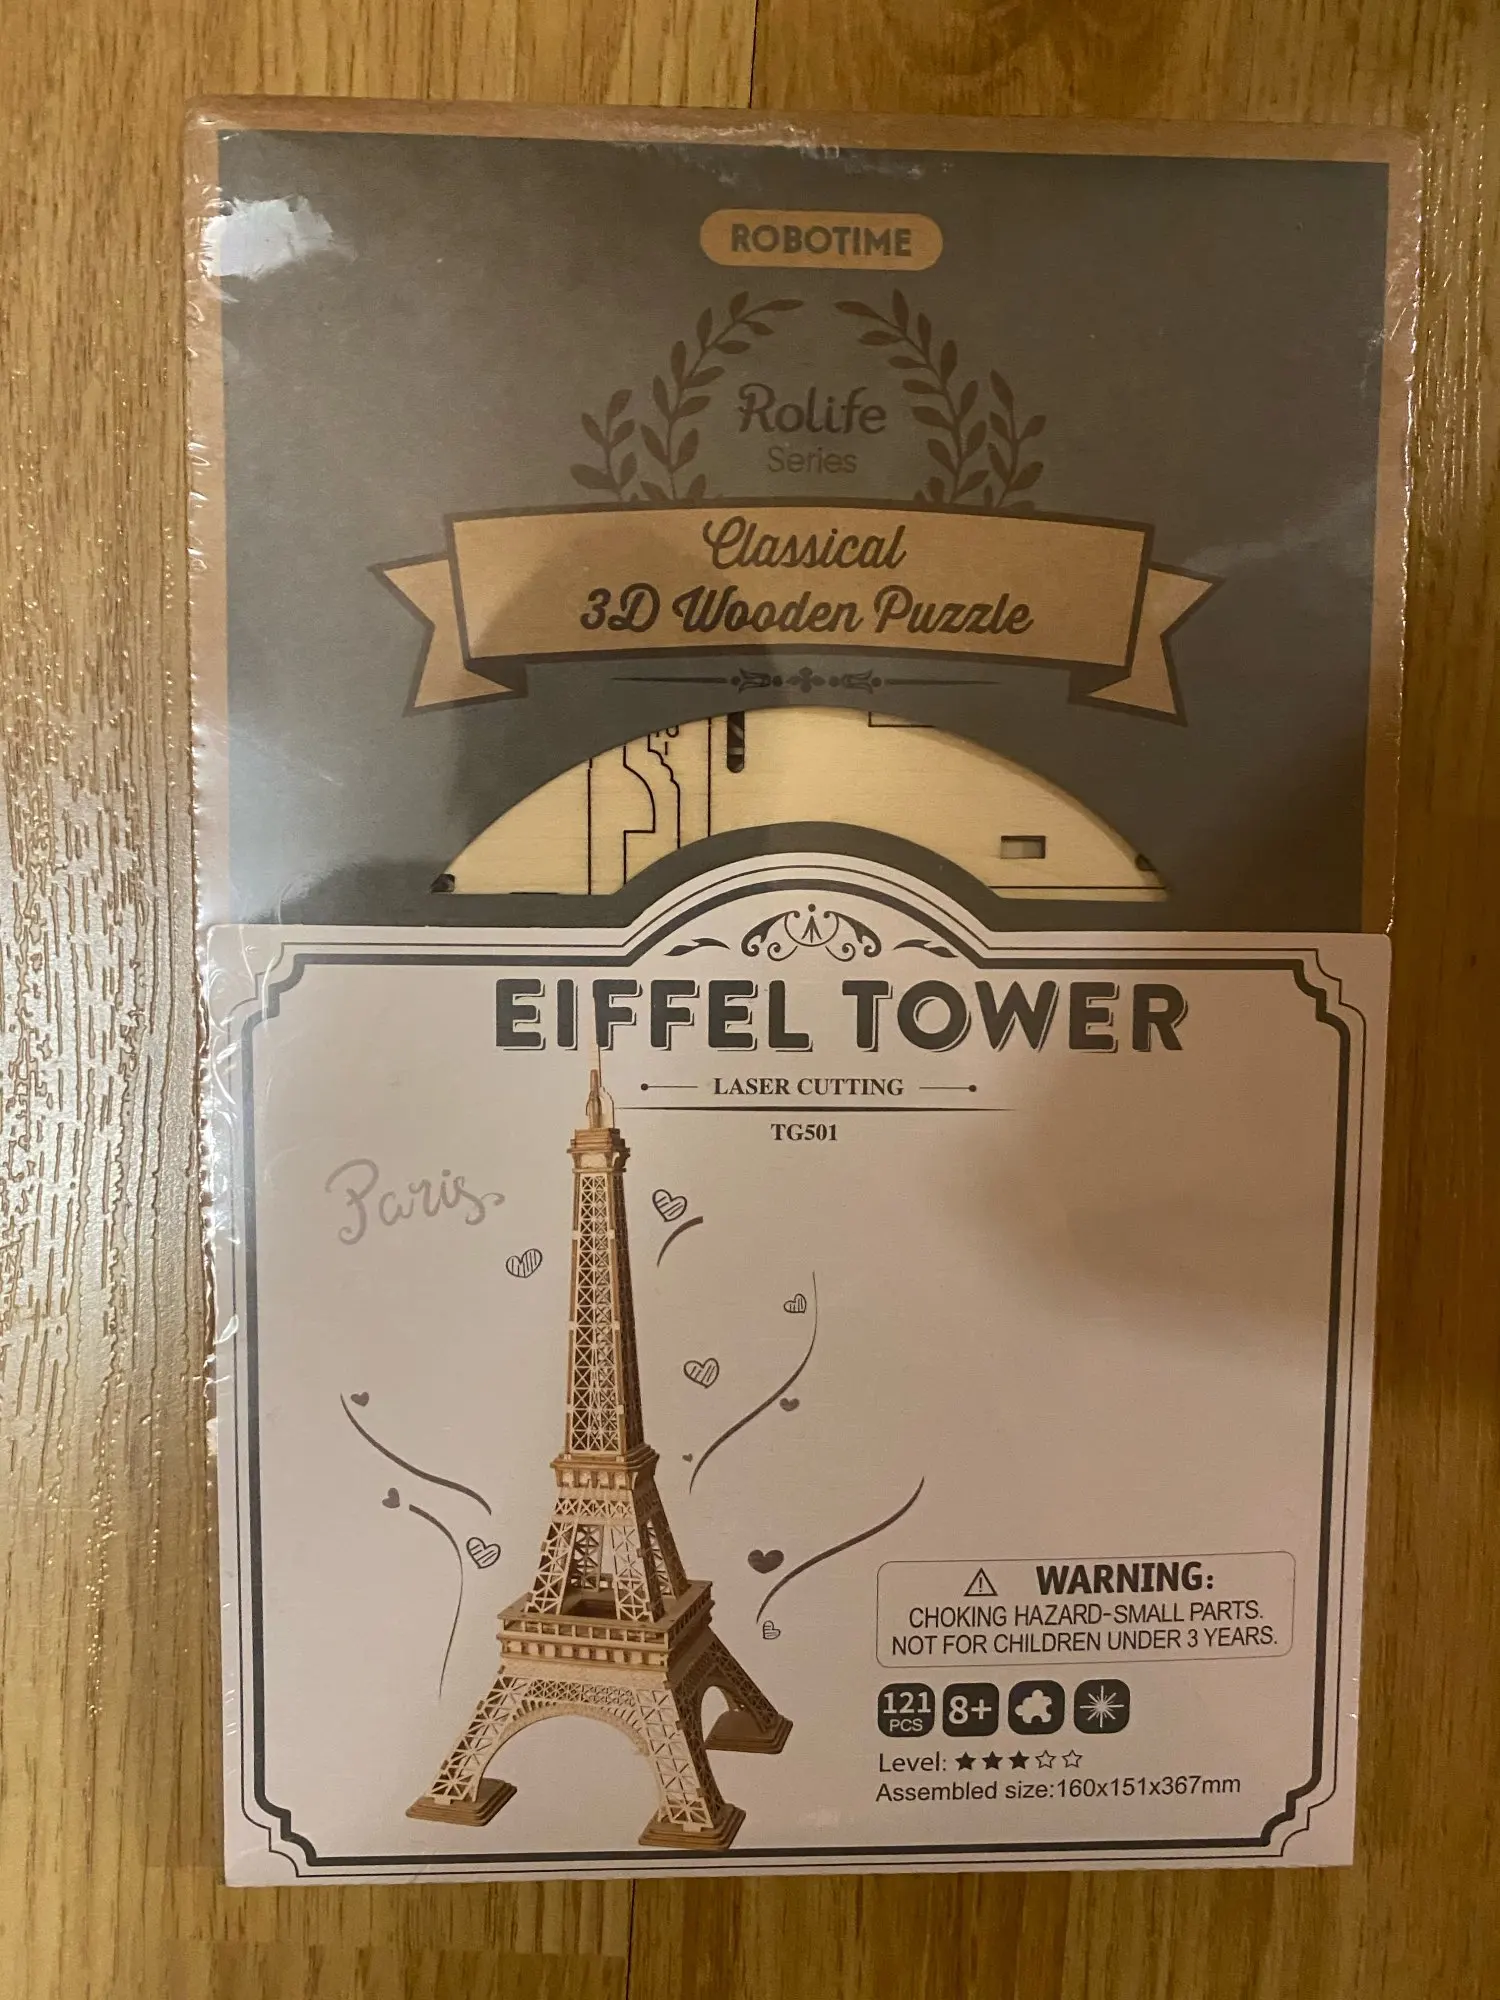 ROBOTIME
Rolife
Series
Classical
3D Wooden Puzzle
EIFFEL TOWER
LASER CUTTING
TG501
Paris
WARNING:
CHOKING HAZARD-SMALL PARTS.
NOT FOR CHILDREN UNDER 3 YEARS.
121
PCS
8+
Level: ★★★☆☆
Assembled size:160x151x367mm